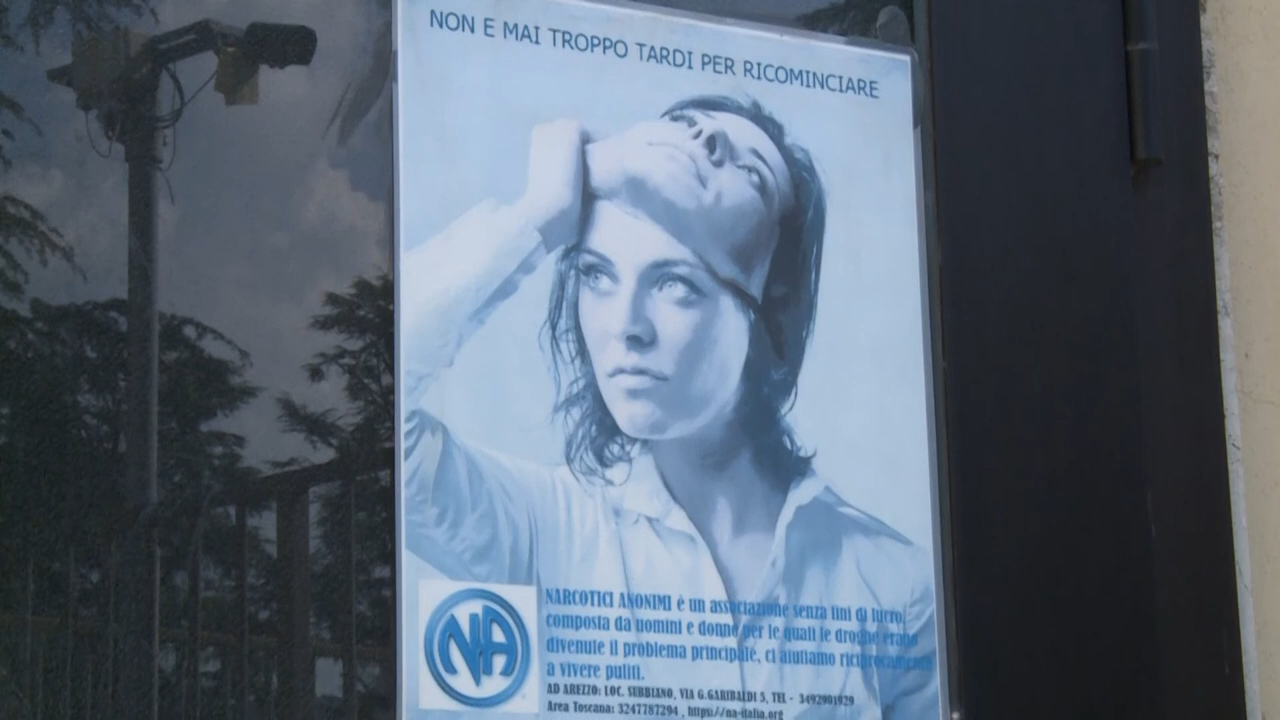 NON E MAI TROPPO TARDI PER RICOMINCIARE
NA
NARCOTICI ANONIMI è un associazione senza fini di lucro,
composta da uomini e donne per le quali le droghe erano
divenute il problema principale, ci aiutiamo reciprocamente
a vivere puliti.
AD AREZZO: LOC. SUBBIANO, VIA G.GARIBALDI 5, TEL - 3492901929
Area Toscana: 3247787294 , https://na-italia.org